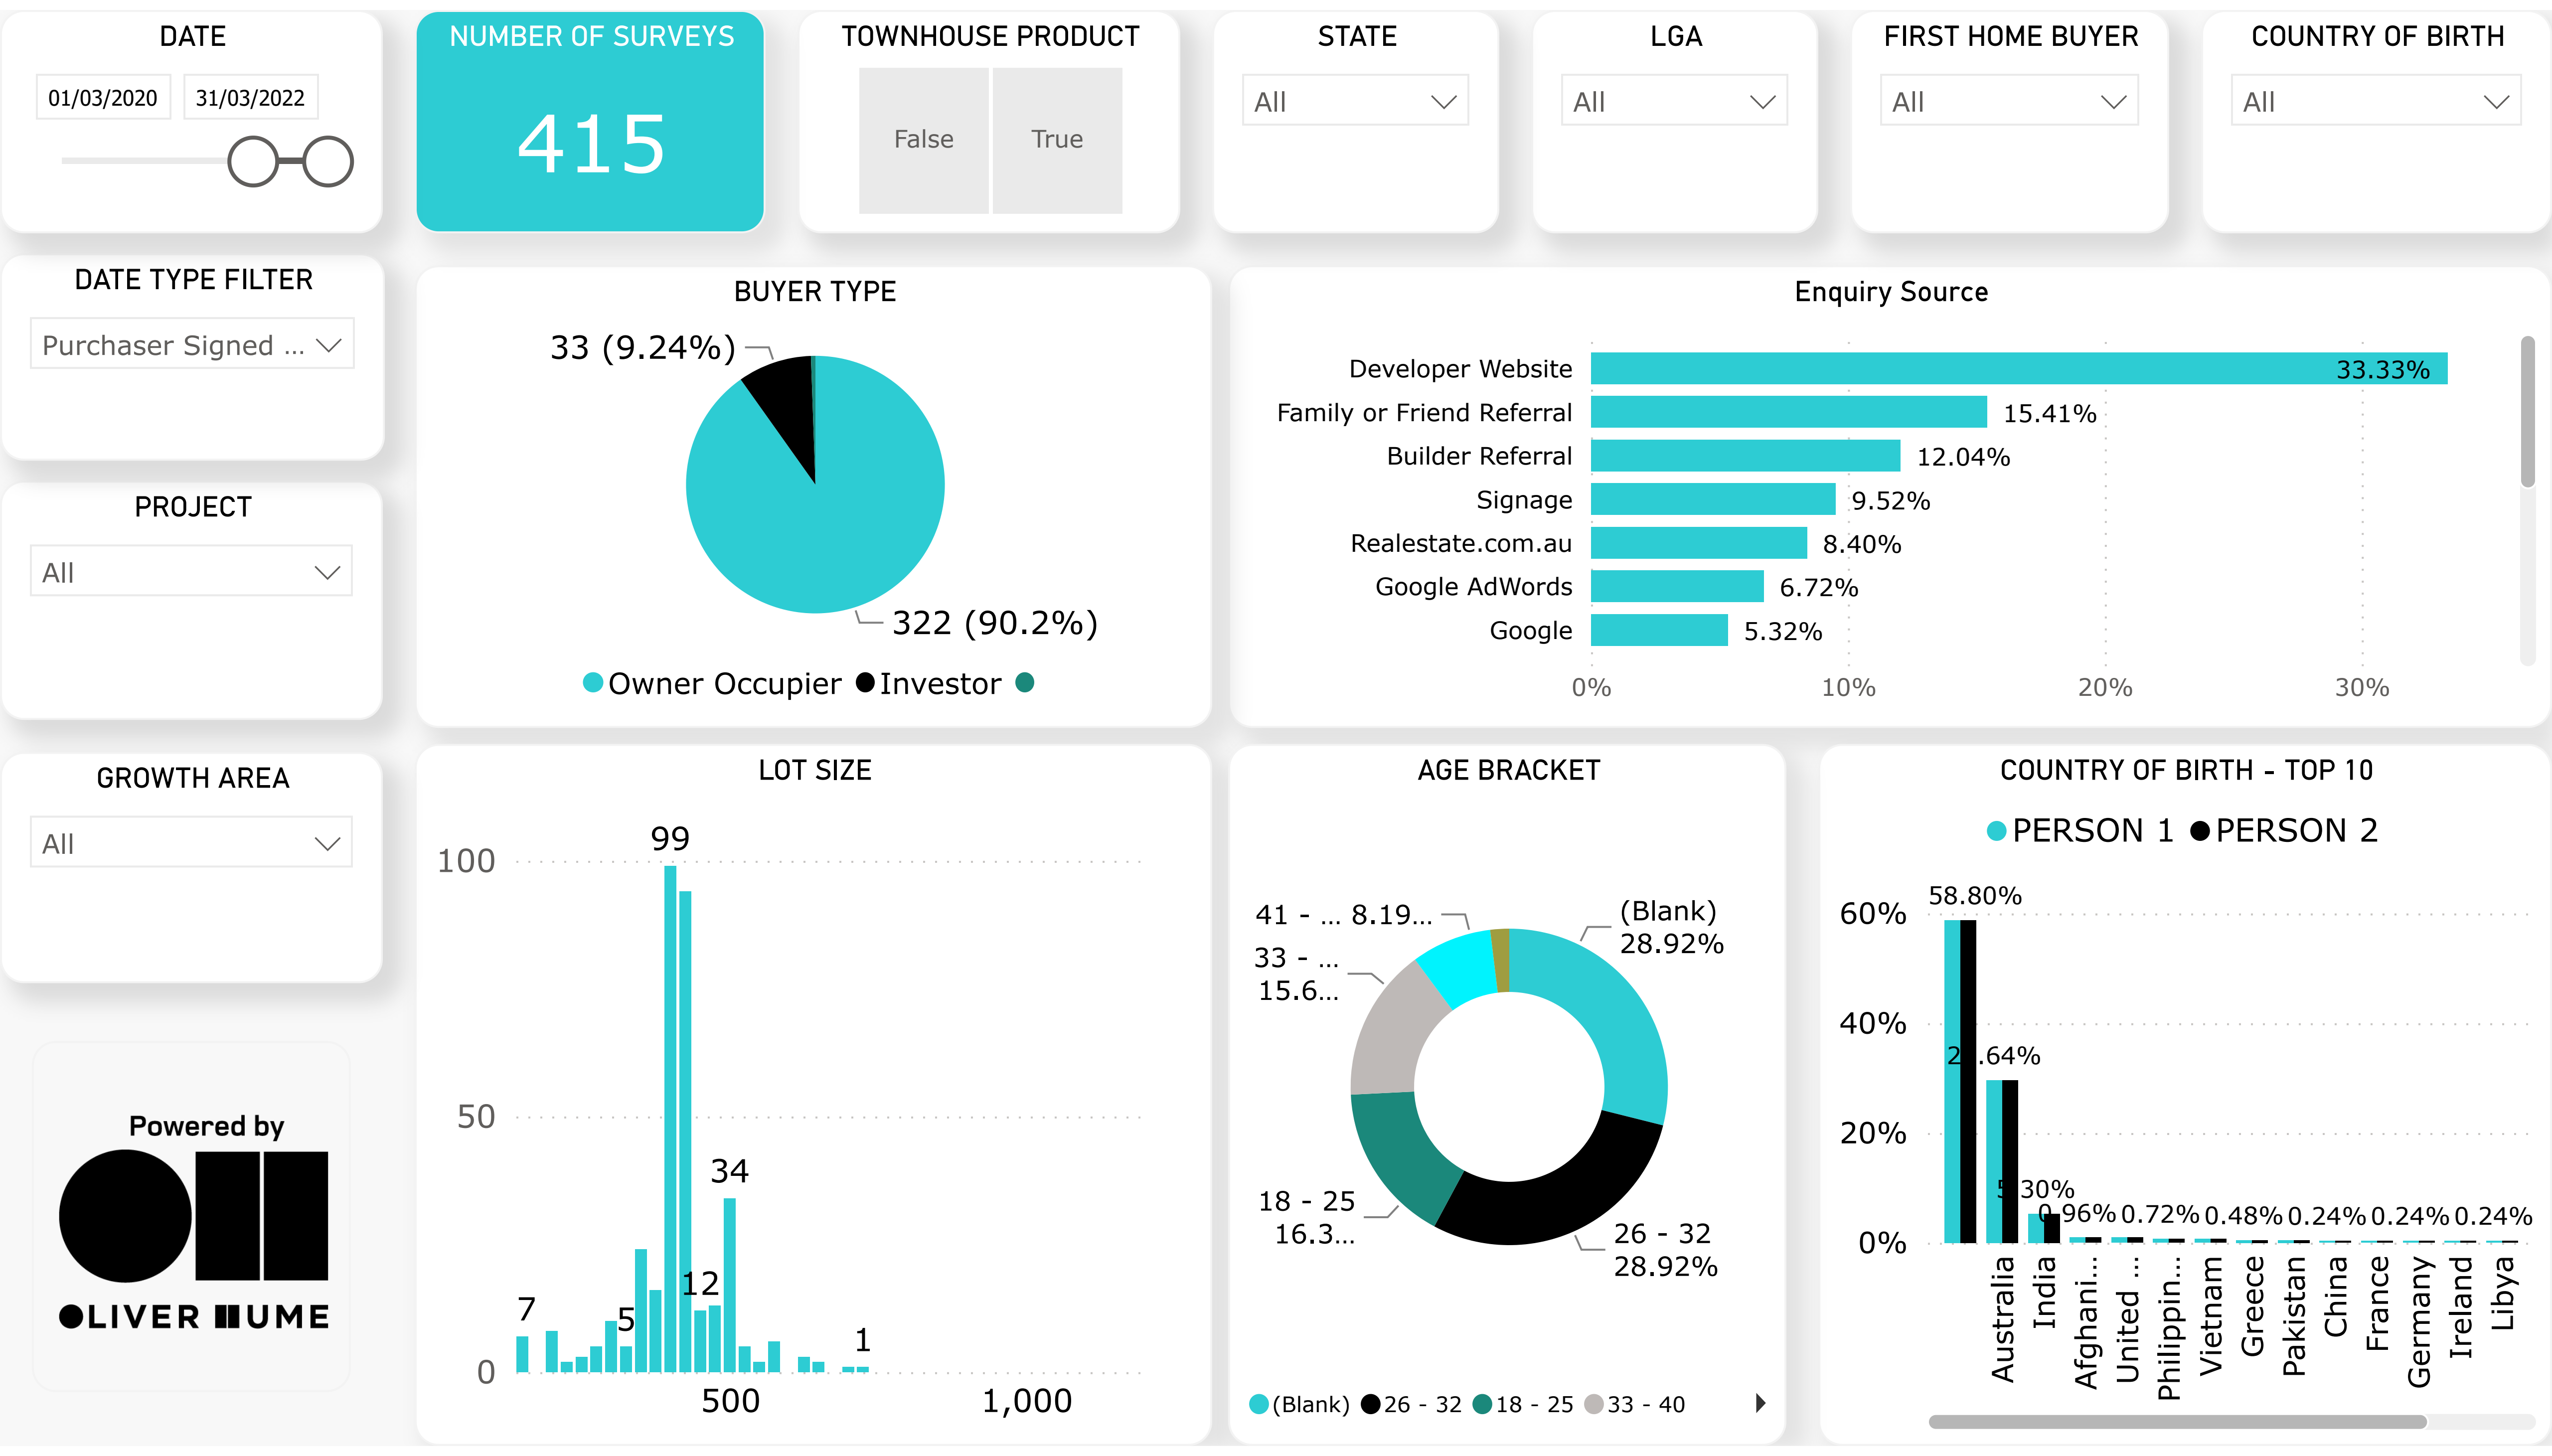 DATE
01/03/2020 31/03/2022
NUMBER OF SURVEYS
415
TOWNHOUSE PRODUCT
False True
STATE
All
LGA
All
FIRST HOME BUYER
All
COUNTRY OF BIRTH
All
DATE TYPE FILTER
Purchaser Signed ...
PROJECT
All
GROWTH AREA
All
Powered by
OLIVER HUME
BUYER TYPE
33 (9.24%)
322 (90.2%)
Owner Occupier Investor
Enquiry Source
Developer Website 33.33%
Family or Friend Referral 15.41%
Builder Referral 12.04%
Signage 9.52%
Realestate.com.au 8.40%
Google AdWords 6.72%
Google 5.32%
0% 10% 20% 30%
LOT SIZE
99
100
50
34
12
7
5
1
0
500 1,000
AGE BRACKET
41 - ... 8.19...
(Blank)
28.92%
33 - ...
15.6...
18 - 25
16.3...
26 - 32
28.92%
(Blank) 26 - 32 18 - 25 33 - 40
COUNTRY OF BIRTH - TOP 10
PERSON 1 PERSON 2
58.80%
60%
40%
.64%
20%
30%
0.96% 0.72% 0.48% 0.24% 0.24% 0.24%
0%
Australia
India
Afghani...
United ...
Philippin...
Vietnam
Greece
Pakistan
China
France
Germany
Ireland
Libya